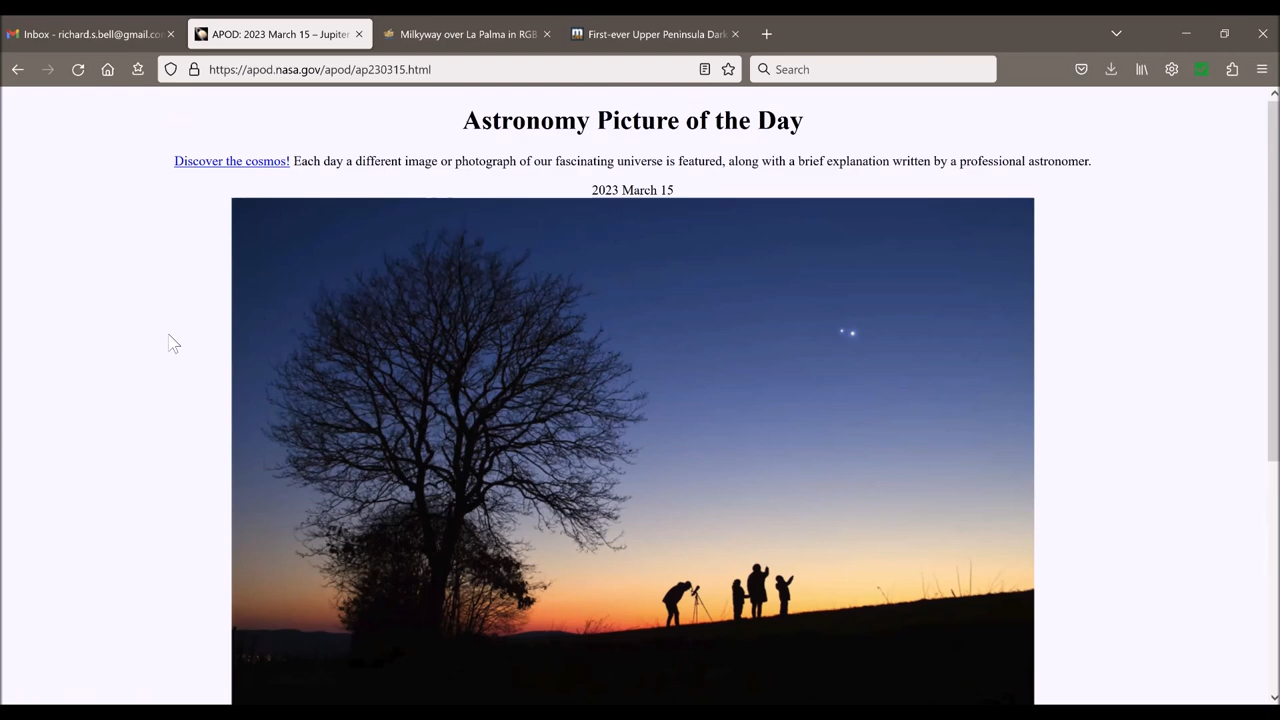 Inbox - richard.s.bell@gmail.co
APOD: 2023 March 15 – Jupiter
Milkyway over La Palma in RGB
First-ever Upper Peninsula Dark
https://apod.nasa.gov/apod/ap230315.html
Search
Astronomy Picture of the Day
Discover the cosmos! Each day a different image or photograph of our fascinating universe is featured, along with a brief explanation written by a professional astronomer.
2023 March 15